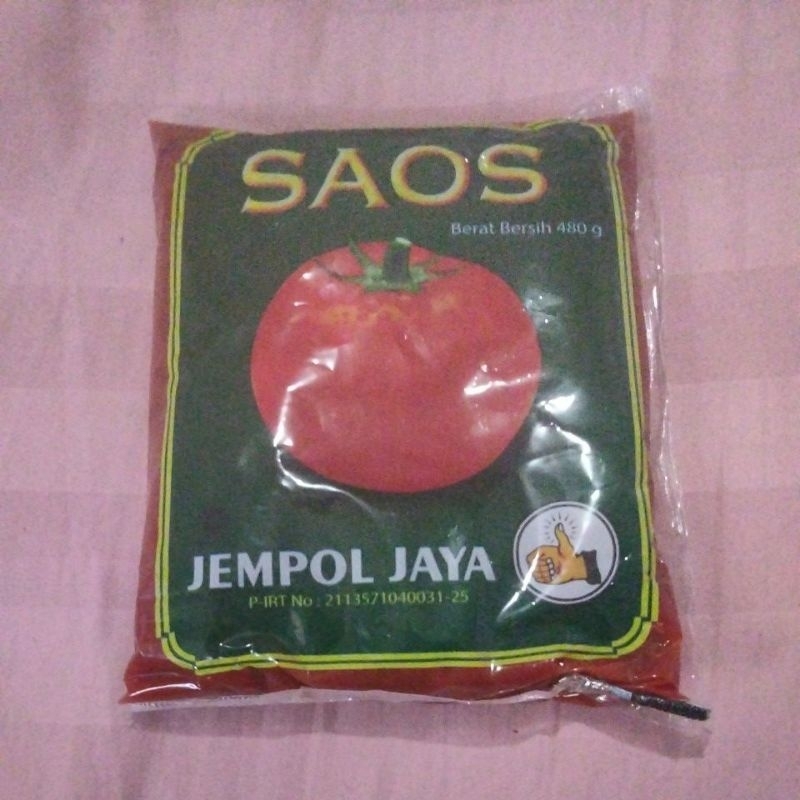 SAOS
Berat Bersih 480 g
JEMPOL JAYA
P-IRT No : 2113571040031-25